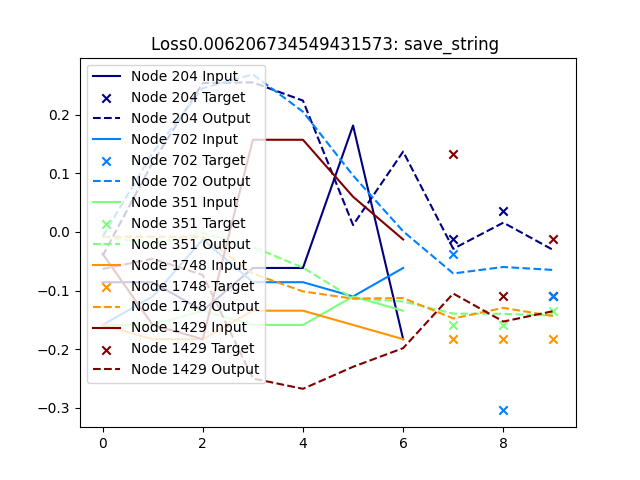 Loss0.006206734549431573: save_string
Node 204 Input
Node 204 Target
Node 204 Output
Node 702 Input
Node 702 Target
Node 702 Output
Node 351 Input
Node 351 Target
Node 351 Output
Node 1748 Input
Node 1748 Target
Node 1748 Output
Node 1429 Input
Node 1429 Target
Node 1429 Output
0.2
0.1
0.0
−0.1
−0.2
−0.3
0 2 4 6 8